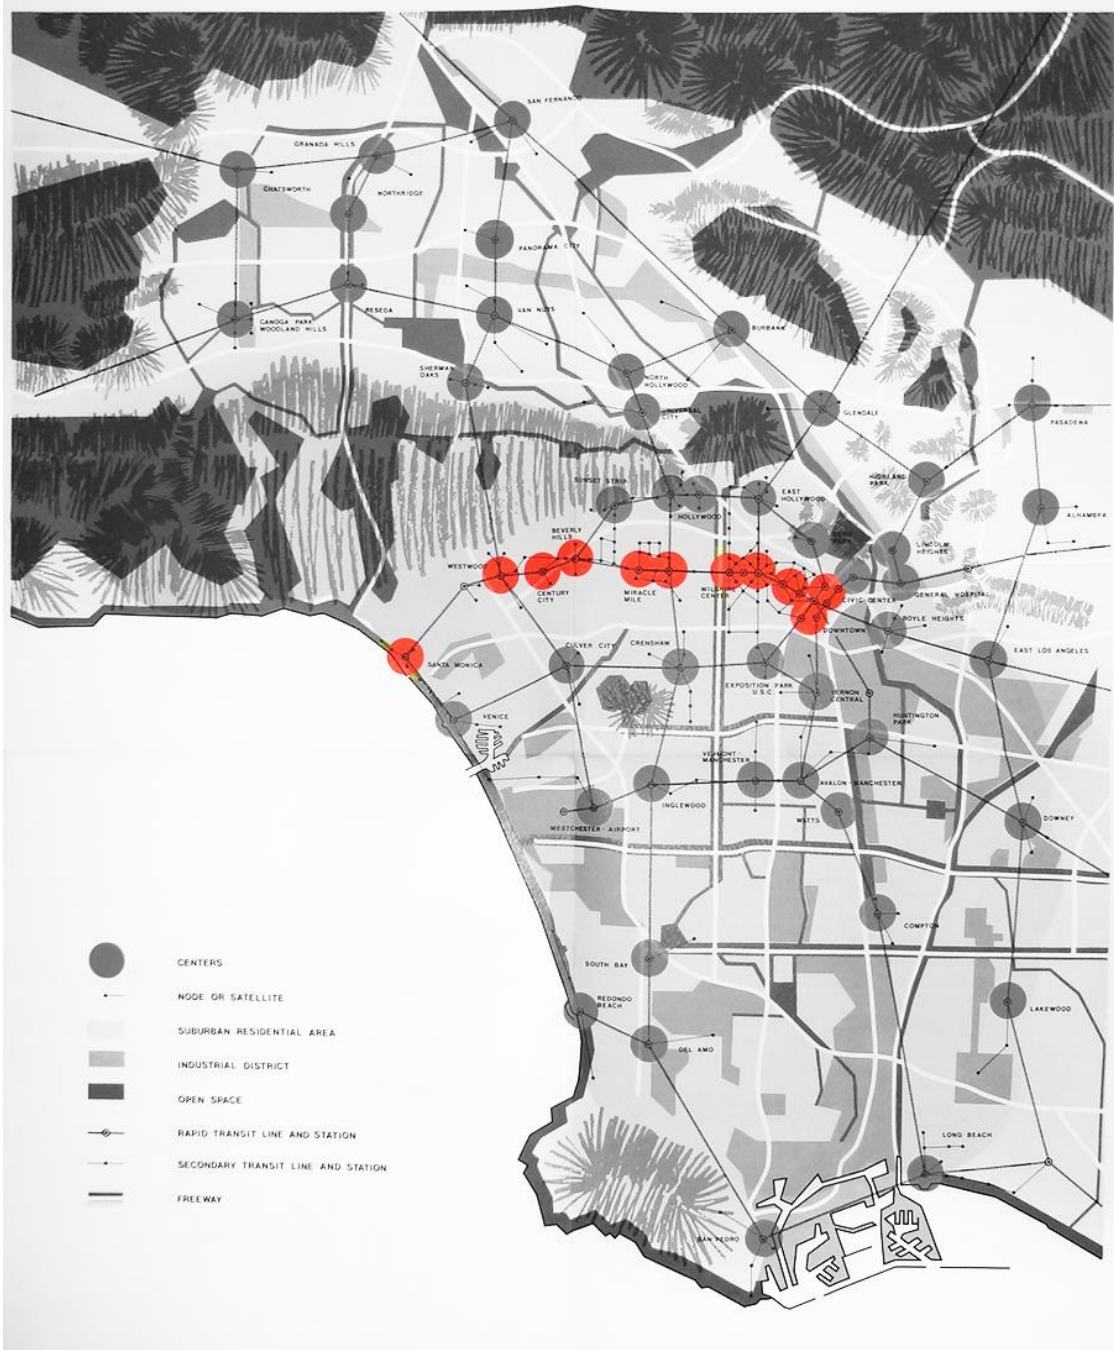 SAN FERNANDO
GRANADA HILLS
CHATSWORTH
NORTHRIDGE
PANORAMA CITY
CANOGA PARK
WOODLAND HILLS
RESEDA
VAN NUYS
BURBANK
SHERMAN
OAKS
NORTH
HOLLYWOOD
UNIVERSAL
CITY
GLENDALE
PASADENA
HIGHLAND
PARK
SUNSET STRIP
EAST
HOLLYWOOD
HOLLYWOOD
ALHAMBRA
BEVERLY
HILLS
LINCOLN
HEIGHTS
WESTWOOD
CENTURY
CITY
MIRACLE
MILE
WILSHIRE
CENTER
CIVIC CENTER
GENERAL HOSPITAL
DOWNTOWN
BOYLE HEIGHTS
SANTA MONICA
CULVER CITY
CRENSHAW
EAST LOS ANGELES
EXPOSITION PARK
U.S.C.
VERNON
CENTRAL
VENICE
HUNTINGTON
PARK
VERMONT-
MANCHESTER
AVALON-MANCHESTER
INGLEWOOD
WATTS
DOWNEY
WESTCHESTER-AIRPORT
COMPTON
SOUTH BAY
REDONDO
BEACH
LAKEWOOD
DEL AMO
LONG BEACH
SAN PEDRO
CENTERS
NODE OR SATELLITE
SUBURBAN RESIDENTIAL AREA
INDUSTRIAL DISTRICT
OPEN SPACE
RAPID TRANSIT LINE AND STATION
SECONDARY TRANSIT LINE AND STATION
FREEWAY